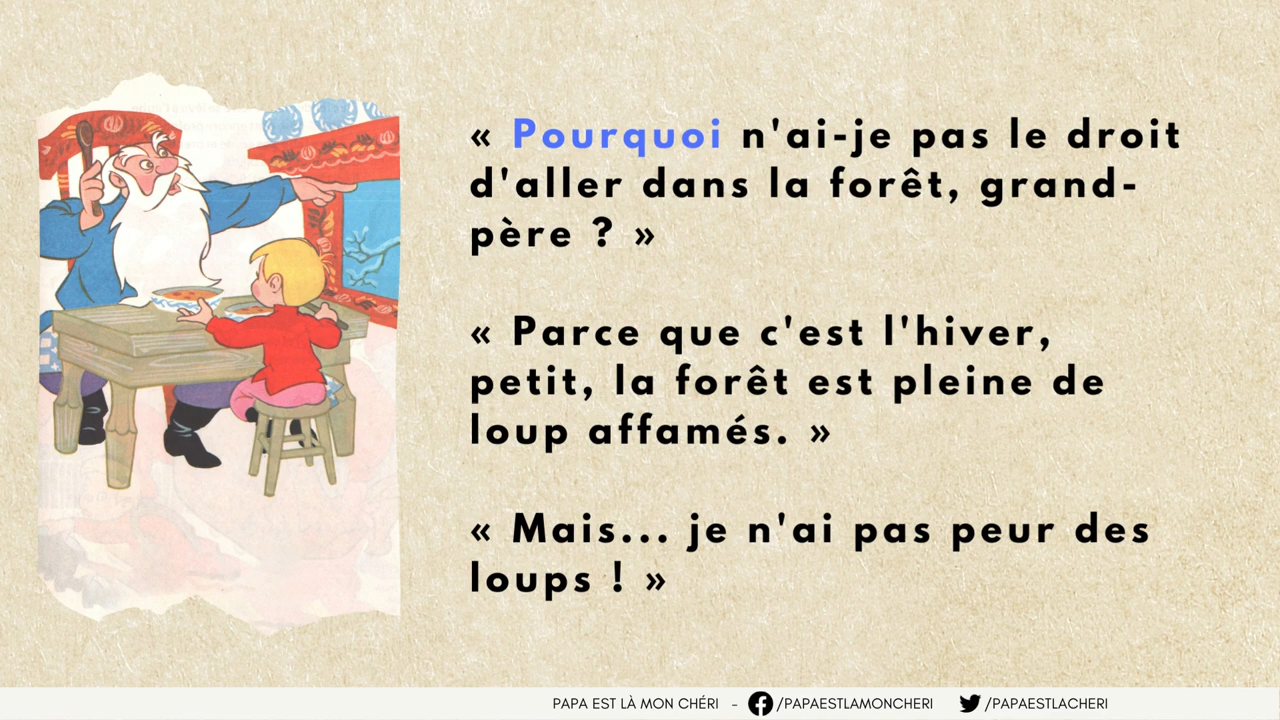 « Pourquoi n'ai-je pas le droit
d'aller dans la forêt, grand-
père ? »
« Parce que c'est l'hiver,
petit, la forêt est pleine de
loup affamés. »
« Mais... je n'ai pas peur des
loups ! »
PAPA EST LÀ MON CHÉRI - /PAPAESTLAMONCHERI /PAPAESTLACHERI